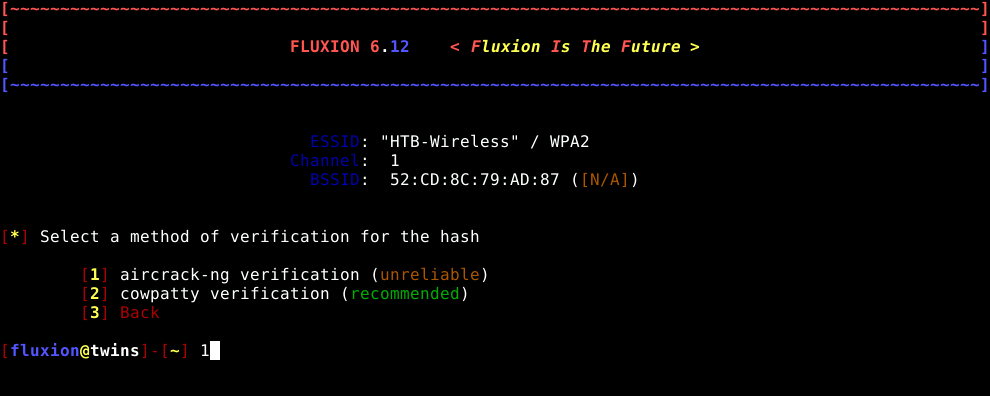 [~~~~~~~~~~~~~~~~~~~~~~~~~~~~~~~~~~~~~~~~~~~~~~~~~~~~~~~~~~~~~~~~~~~~~~~~~~~~~~~~~~~~~~~~~~~~~~~~~]
[ ]
[ FLUXION 6.12 < Fluxion Is The Future > ]
[ ]
[~~~~~~~~~~~~~~~~~~~~~~~~~~~~~~~~~~~~~~~~~~~~~~~~~~~~~~~~~~~~~~~~~~~~~~~~~~~~~~~~~~~~~~~~~~~~~~~~~]
ESSID: "HTB-Wireless" / WPA2
Channel: 1
BSSID: 52:CD:8C:79:AD:87 ([N/A])
[*] Select a method of verification for the hash
[1] aircrack-ng verification (unreliable)
[2] cowpatty verification (recommended)
[3] Back
[fluxion@twins]-[~] 1